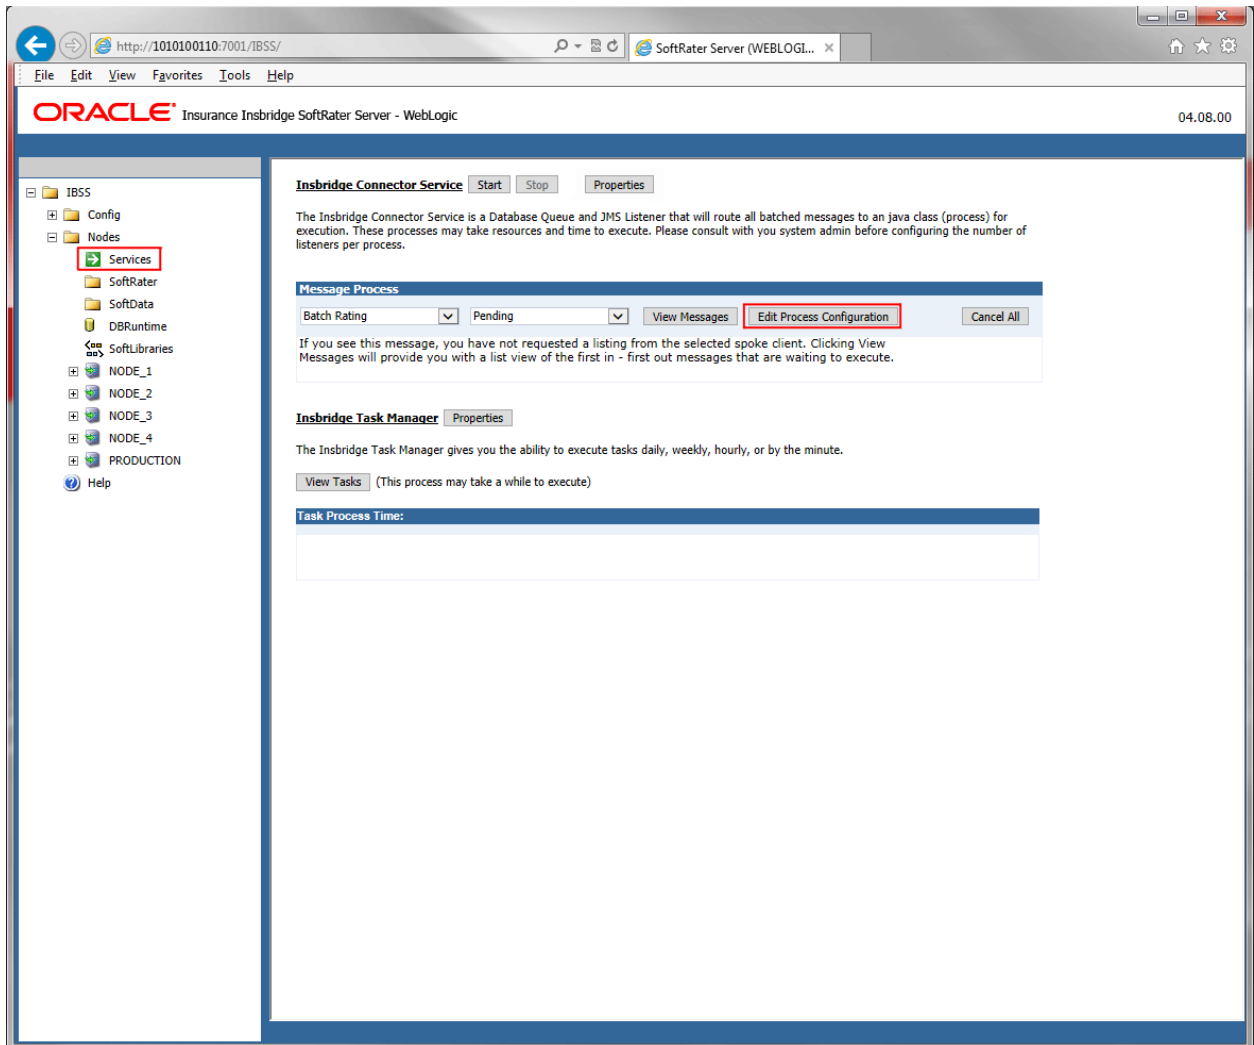 x
http://1010100110:7001/IBSS/
SoftRater Server (WEBLOGI... ×
File Edit View Favorites Tools Help
ORACLE Insurance Insbridge SoftRater Server - WebLogic
04.08.00
IBSS
Config
Nodes
Services
SoftRater
SoftData
DBRuntime
SoftLibraries
NODE_1
NODE_2
NODE_3
NODE_4
PRODUCTION
Help
Insbridge Connector Service Start Stop Properties
The Insbridge Connector Service is a Database Queue and JMS Listener that will route all batched messages to an java class (process) for
execution. These processes may take resources and time to execute. Please consult with you system admin before configuring the number of
listeners per process.
Message Process
Batch Rating Pending View Messages Edit Process Configuration Cancel All
If you see this message, you have not requested a listing from the selected spoke client. Clicking View
Messages will provide you with a list view of the first in - first out messages that are waiting to execute.
Insbridge Task Manager Properties
The Insbridge Task Manager gives you the ability to execute tasks daily, weekly, hourly, or by the minute.
View Tasks (This process may take a while to execute)
Task Process Time: